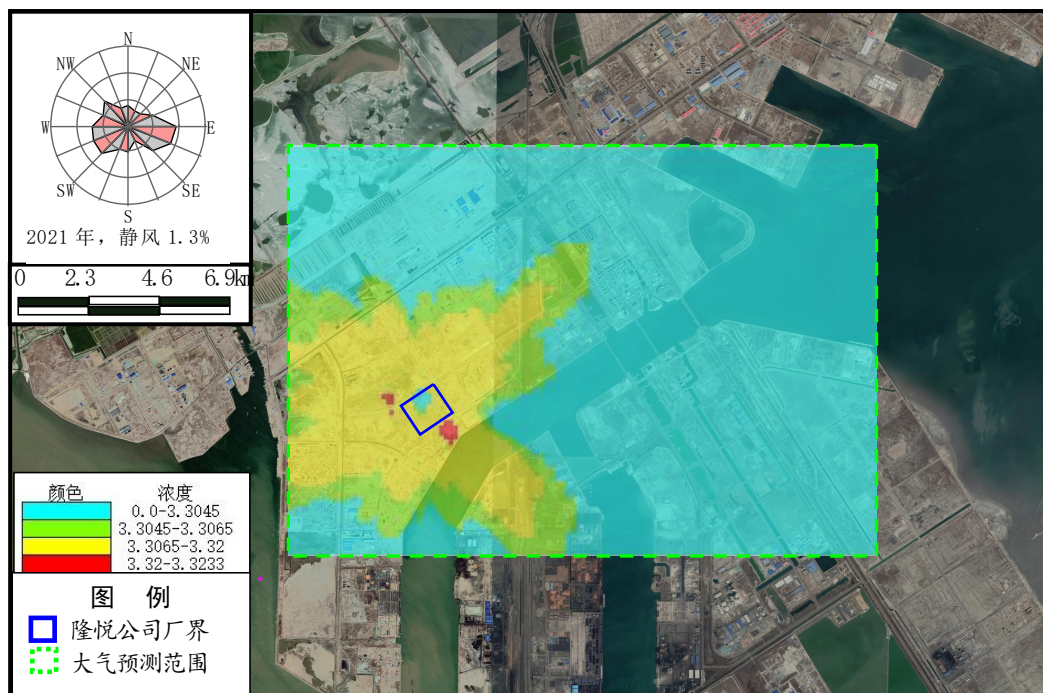 N
NW
NE
W
E
SW
SE
S
2021 年，静风 1.3%
0 2.3 4.6 6.9km
颜色 浓度
0.0-3.3045
3.3045-3.3065
3.3065-3.32
3.32-3.3233
图 例
隆悦公司厂界
大气预测范围